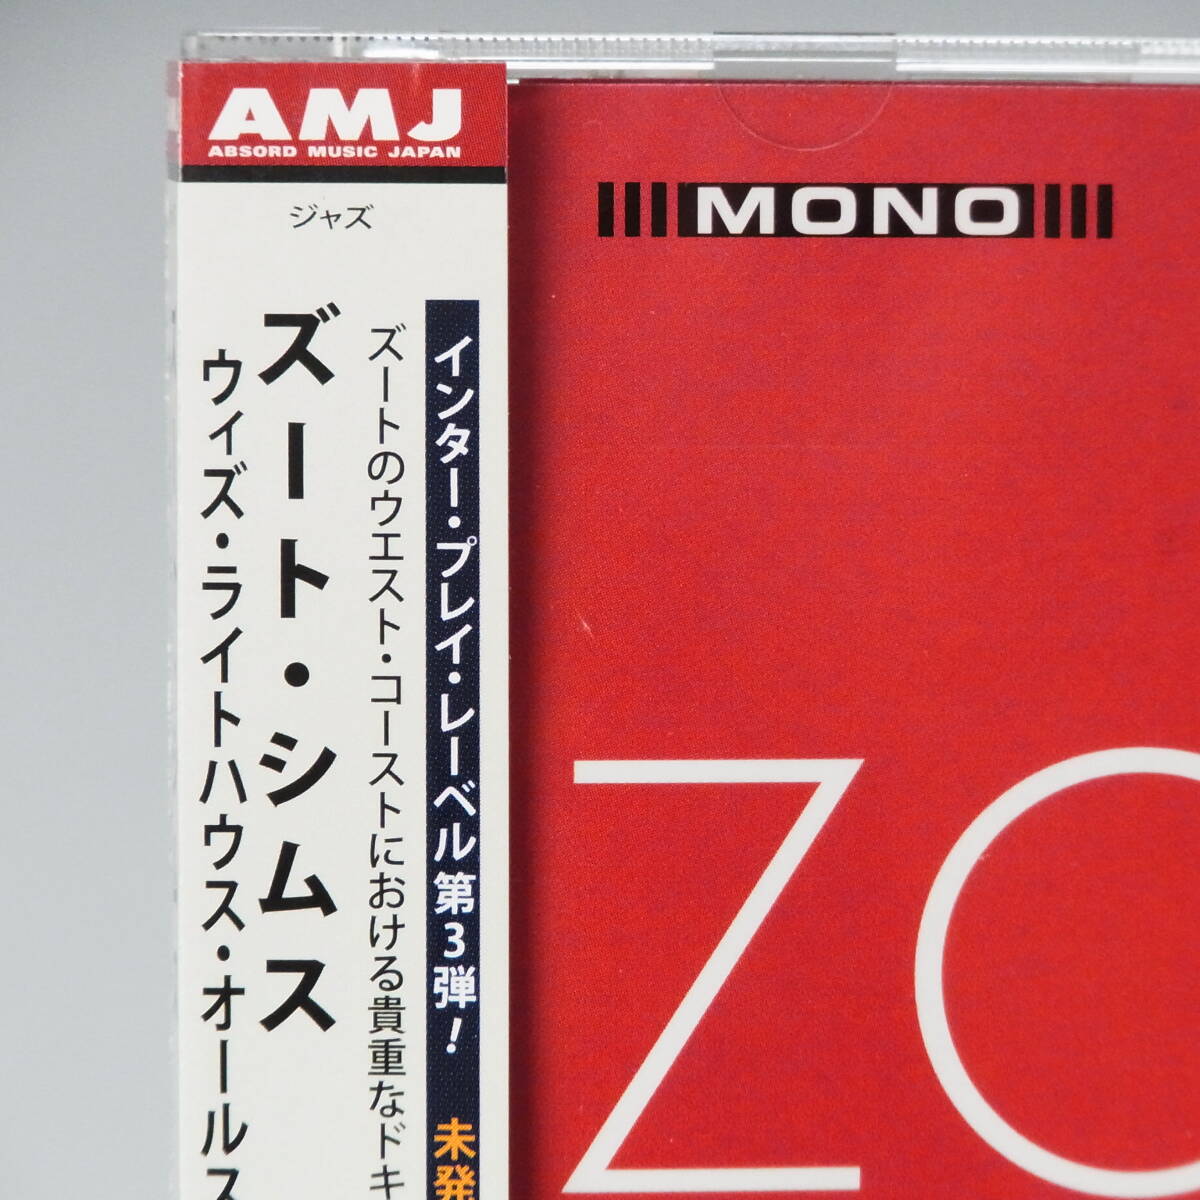 AMJ
ABSORD MUSIC JAPAN
ジャズ
インター・プレイ・レーベル第3弾! 未発
ズートのウエスト・コーストにおける貴重なドキ
ズート・シムス
ウィズ・ライトハウス・オールス
MONO
ZO